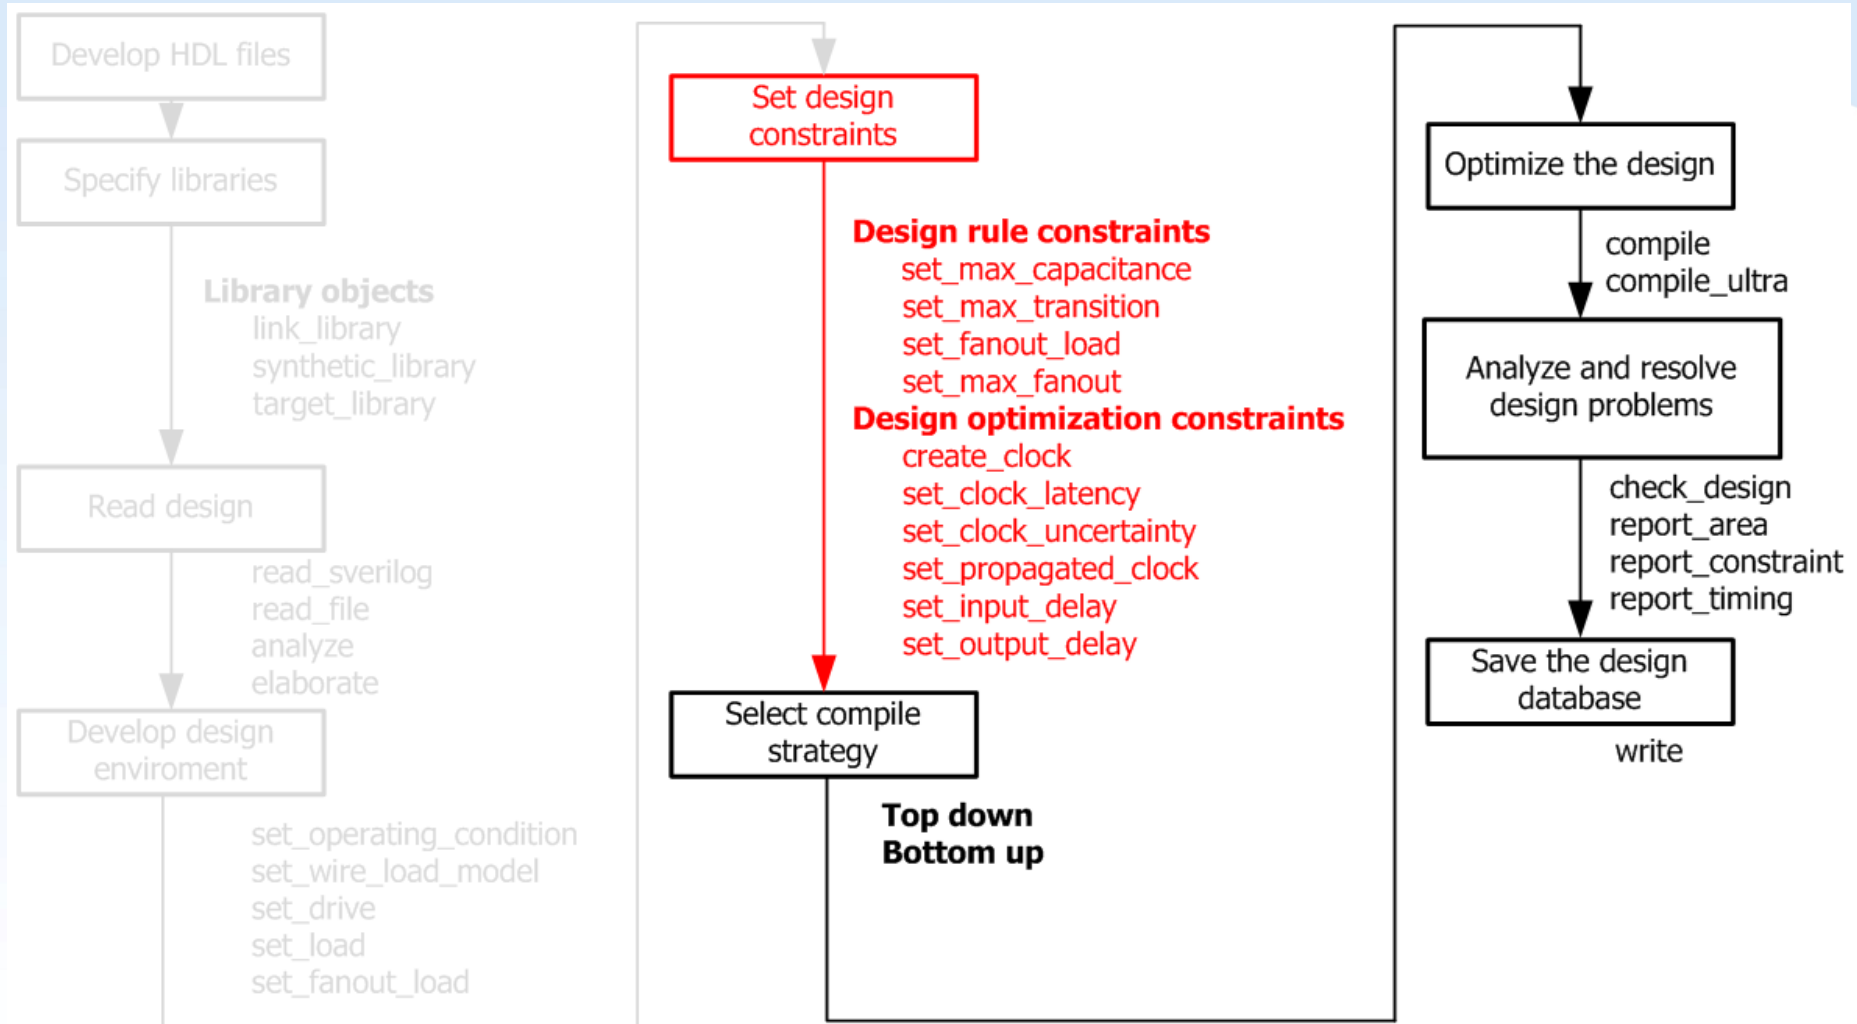 Develop HDL files
Specify libraries
Library objects
link_library
synthetic_library
target_library
Read design
read_sverilog
read_file
analyze
elaborate
Develop design
enviroment
set_operating_condition
set_wire_load_model
set_drive
set_load
set_fanout_load
Set design
constraints
Design rule constraints
set_max_capacitance
set_max_transition
set_fanout_load
set_max_fanout
Design optimization constraints
create_clock
set_clock_latency
set_clock_uncertainty
set_propagated_clock
set_input_delay
set_output_delay
Select compile
strategy
Top down
Bottom up
Optimize the design
compile
compile_ultra
Analyze and resolve
design problems
check_design
report_area
report_constraint
report_timing
Save the design
database
write